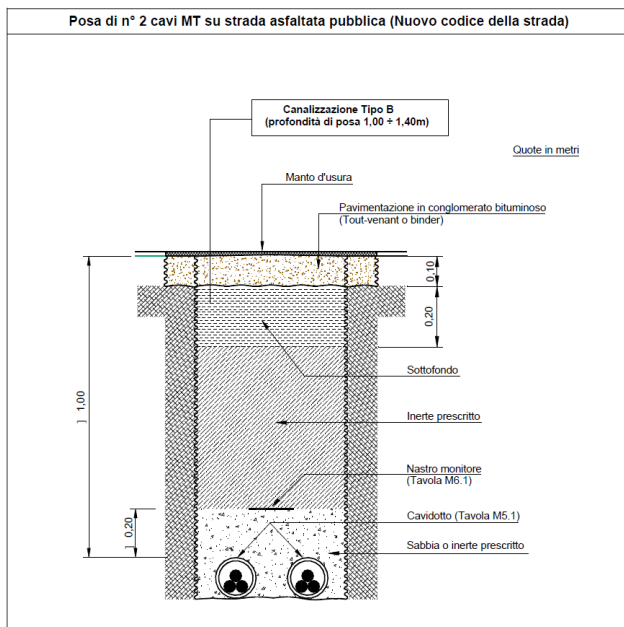 Posa di n° 2 cavi MT su strada asfaltata pubblica (Nuovo codice della strada)
Canalizzazione Tipo B
(profondità di posa 1,00 ÷ 1,40m)
Quote in metri
Manto d'usura
Pavimentazione in conglomerato bituminoso
(Tout-venant o binder)
0,10
0,20
] 1,00
Sottofondo
Inerte prescritto
Nastro monitore
(Tavola M6.1)
] 0,20
Cavidotto (Tavola M5.1)
Sabbia o inerte prescritto